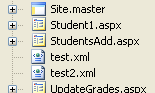 Site.master
Student1.aspx
StudentsAdd.aspx
test.xml
test2.xml
UpdateGrades.aspx